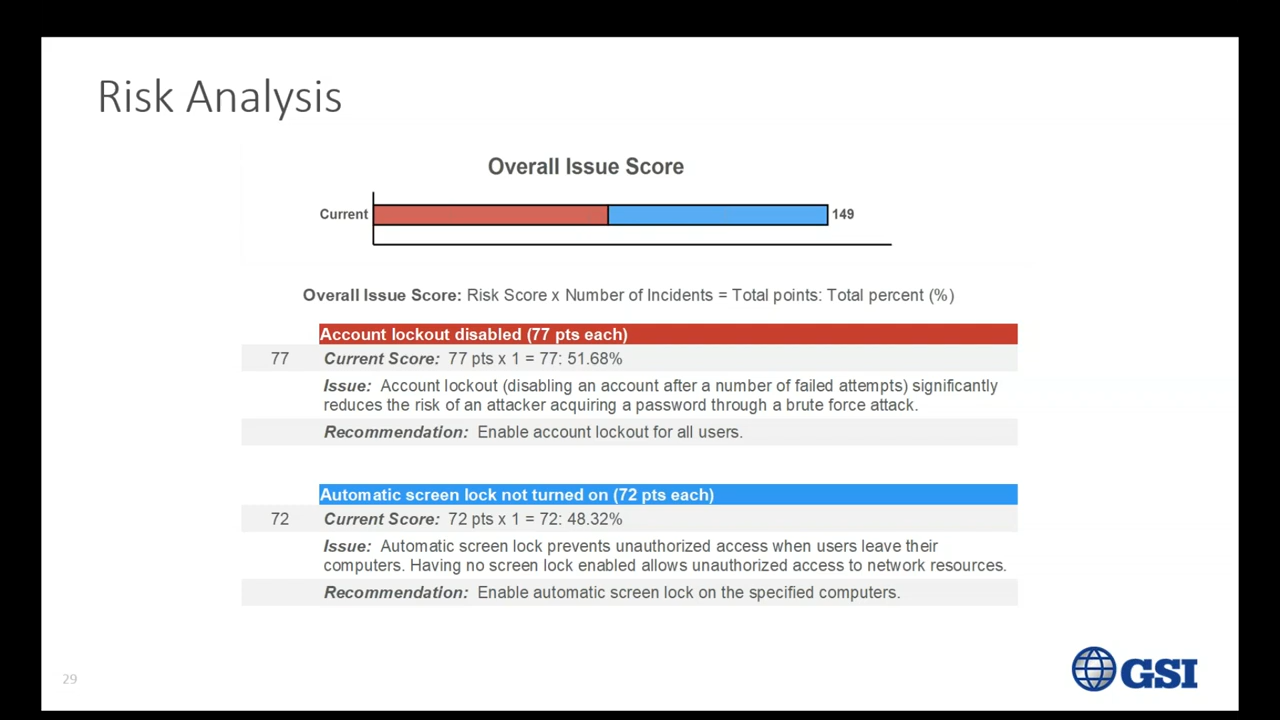 Risk Analysis
Overall Issue Score
Current
149
Overall Issue Score: Risk Score x Number of Incidents = Total points: Total percent (%)
Account lockout disabled (77 pts each)
77 Current Score: 77 pts x 1 = 77: 51.68%
Issue: Account lockout (disabling an account after a number of failed attempts) significantly
reduces the risk of an attacker acquiring a password through a brute force attack.
Recommendation: Enable account lockout for all users.
Automatic screen lock not turned on (72 pts each)
72 Current Score: 72 pts x 1 = 72: 48.32%
Issue: Automatic screen lock prevents unauthorized access when users leave their
computers. Having no screen lock enabled allows unauthorized access to network resources.
Recommendation: Enable automatic screen lock on the specified computers.
29
GSI